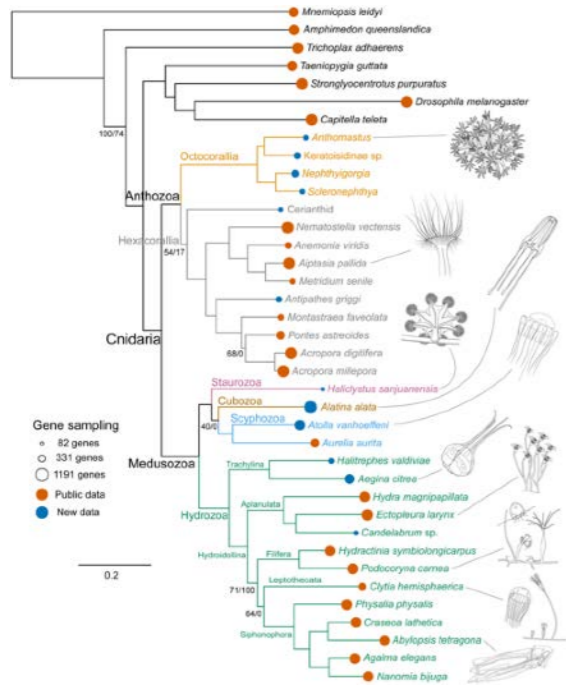 Mnemiopsis leidyi
Amphimedon queenslandica
Trichoplax adhaerens
Taeniopygia guttata
Strongylocentrotus purpuratus
Drosophila melanogaster
Capitella teleta
100/74
Octocorallia
Anthomastus
Keratoisidinae sp
Nephthyigorgia
Scleronephthya
Anthozoa
Hexacorallia
54/17
Cerianthid
Nematostella vectensis
Anemonia viridis
Aiptasia pallida
Metridium senile
Antipathes griggi
Montastraea faveolata
Porites astreoides
68/0
Acropora digitifera
Acropora millepora
Cnidaria
Staurozoa
Haliclystus sanjuanensis
Cubozoa
Alatina alata
40/0
Scyphozoa
Atolla vanhoeffeni
Aurelia aurita
Medusozoa
Gene sampling
82 genes
331 genes
1191 genes
Public data
New data
0.2
Hydrozoa
Trachylina
Halitrephes valdiviae
Aegina citrea
Aplanulata
Hydra magnipapillata
Ectopleura larynx
Candelabrum sp.
Hydroidolina
Filifera
Hydractinia symbiolongicarpus
Podocoryna carnea
71/100
Leptothecata
Clytia hemisphaerica
64/0
Physalia physalis
Siphonophora
Craseoa lathetica
Abylopsis tetragona
Agalma elegans
Nanomia bijuga